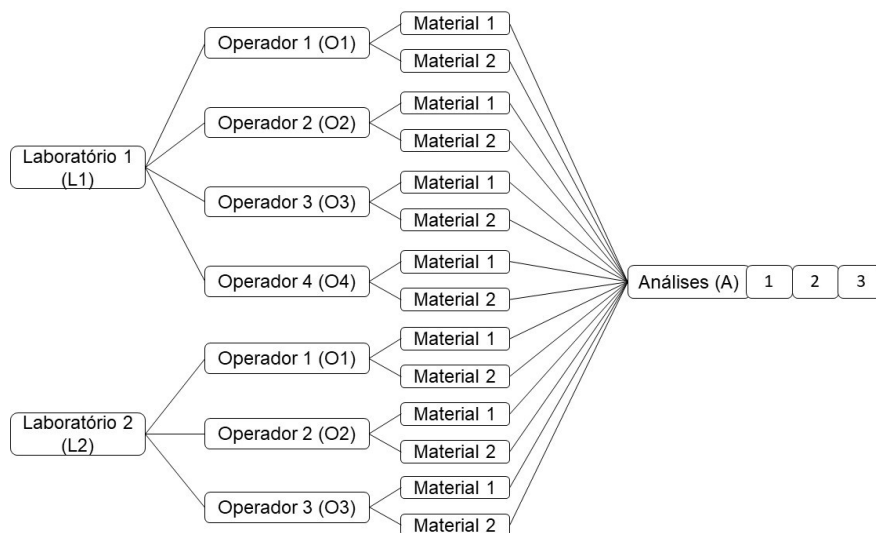 Laboratório 1
(L1)
Operador 1 (O1)
Material 1
Material 2
Operador 2 (O2)
Material 1
Material 2
Operador 3 (O3)
Material 1
Material 2
Operador 4 (O4)
Material 1
Material 2
Laboratório 2
(L2)
Operador 1 (O1)
Material 1
Material 2
Operador 2 (O2)
Material 1
Material 2
Operador 3 (O3)
Material 1
Material 2
Análises (A) 1 2 3